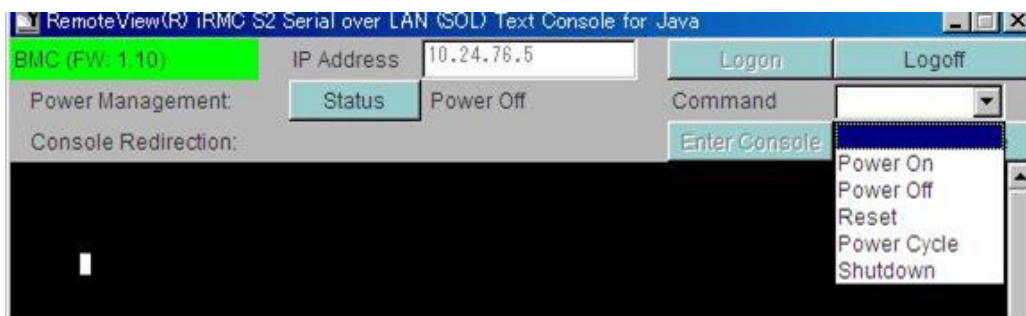 RemoteView(R) iRMC S2 Serial over LAN (SOL) Text Console for Java
BMC (FW: 1.10) IP Address 10.24.76.5 Logon Logoff
Power Management: Status Power Off Command
Console Redirection: Enter Console
Power On
Power Off
Reset
Power Cycle
Shutdown